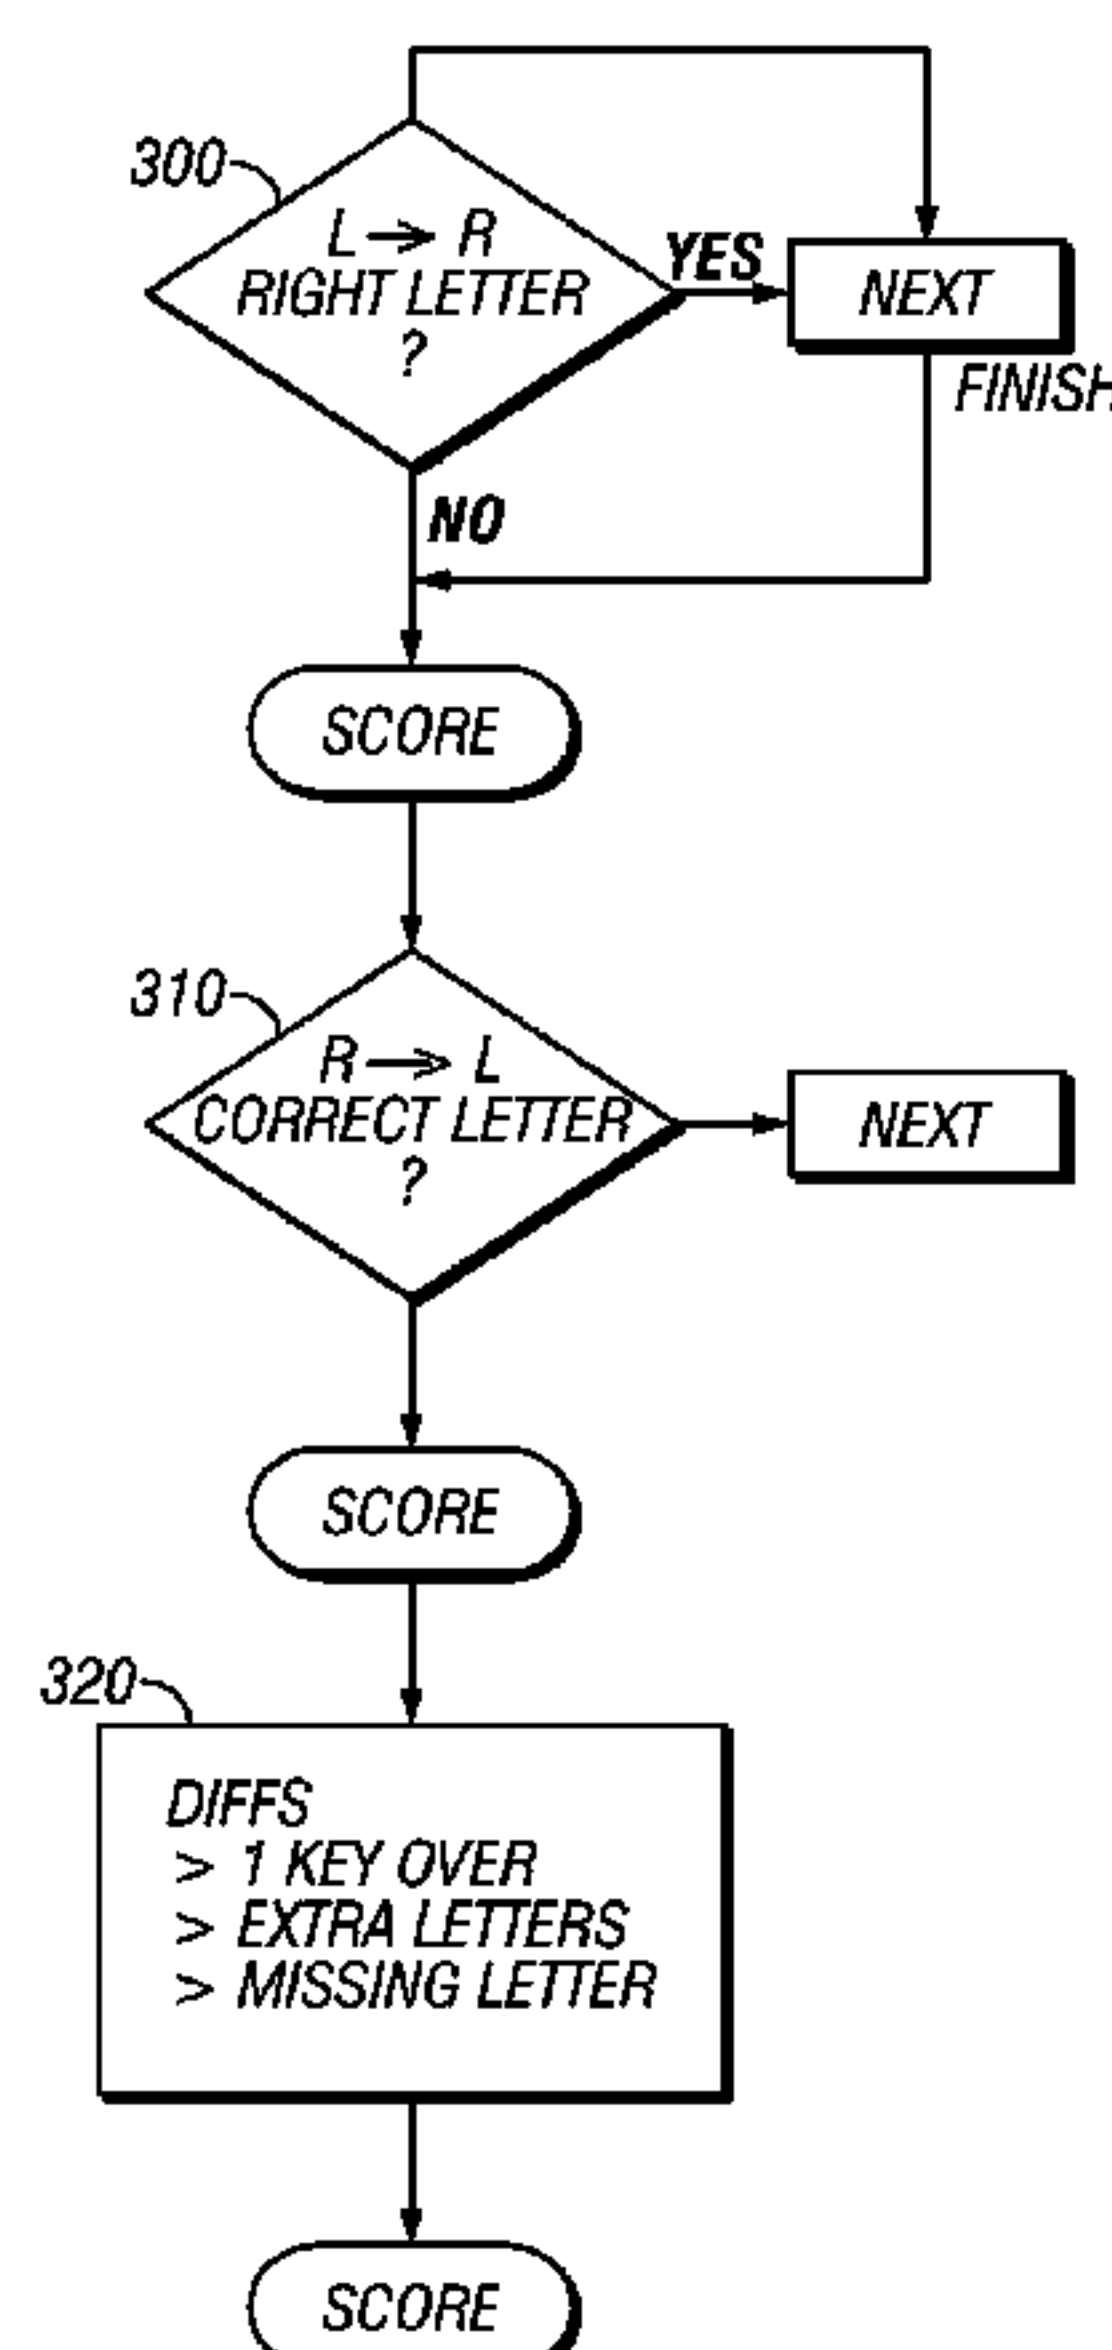 300
L → R
RIGHT LETTER
?
YES
NEXT
FINISH
NO
SCORE
310
R → L
CORRECT LETTER
?
NEXT
SCORE
320
DIFFS
> 1 KEY OVER
> EXTRA LETTERS
> MISSING LETTER
SCORE